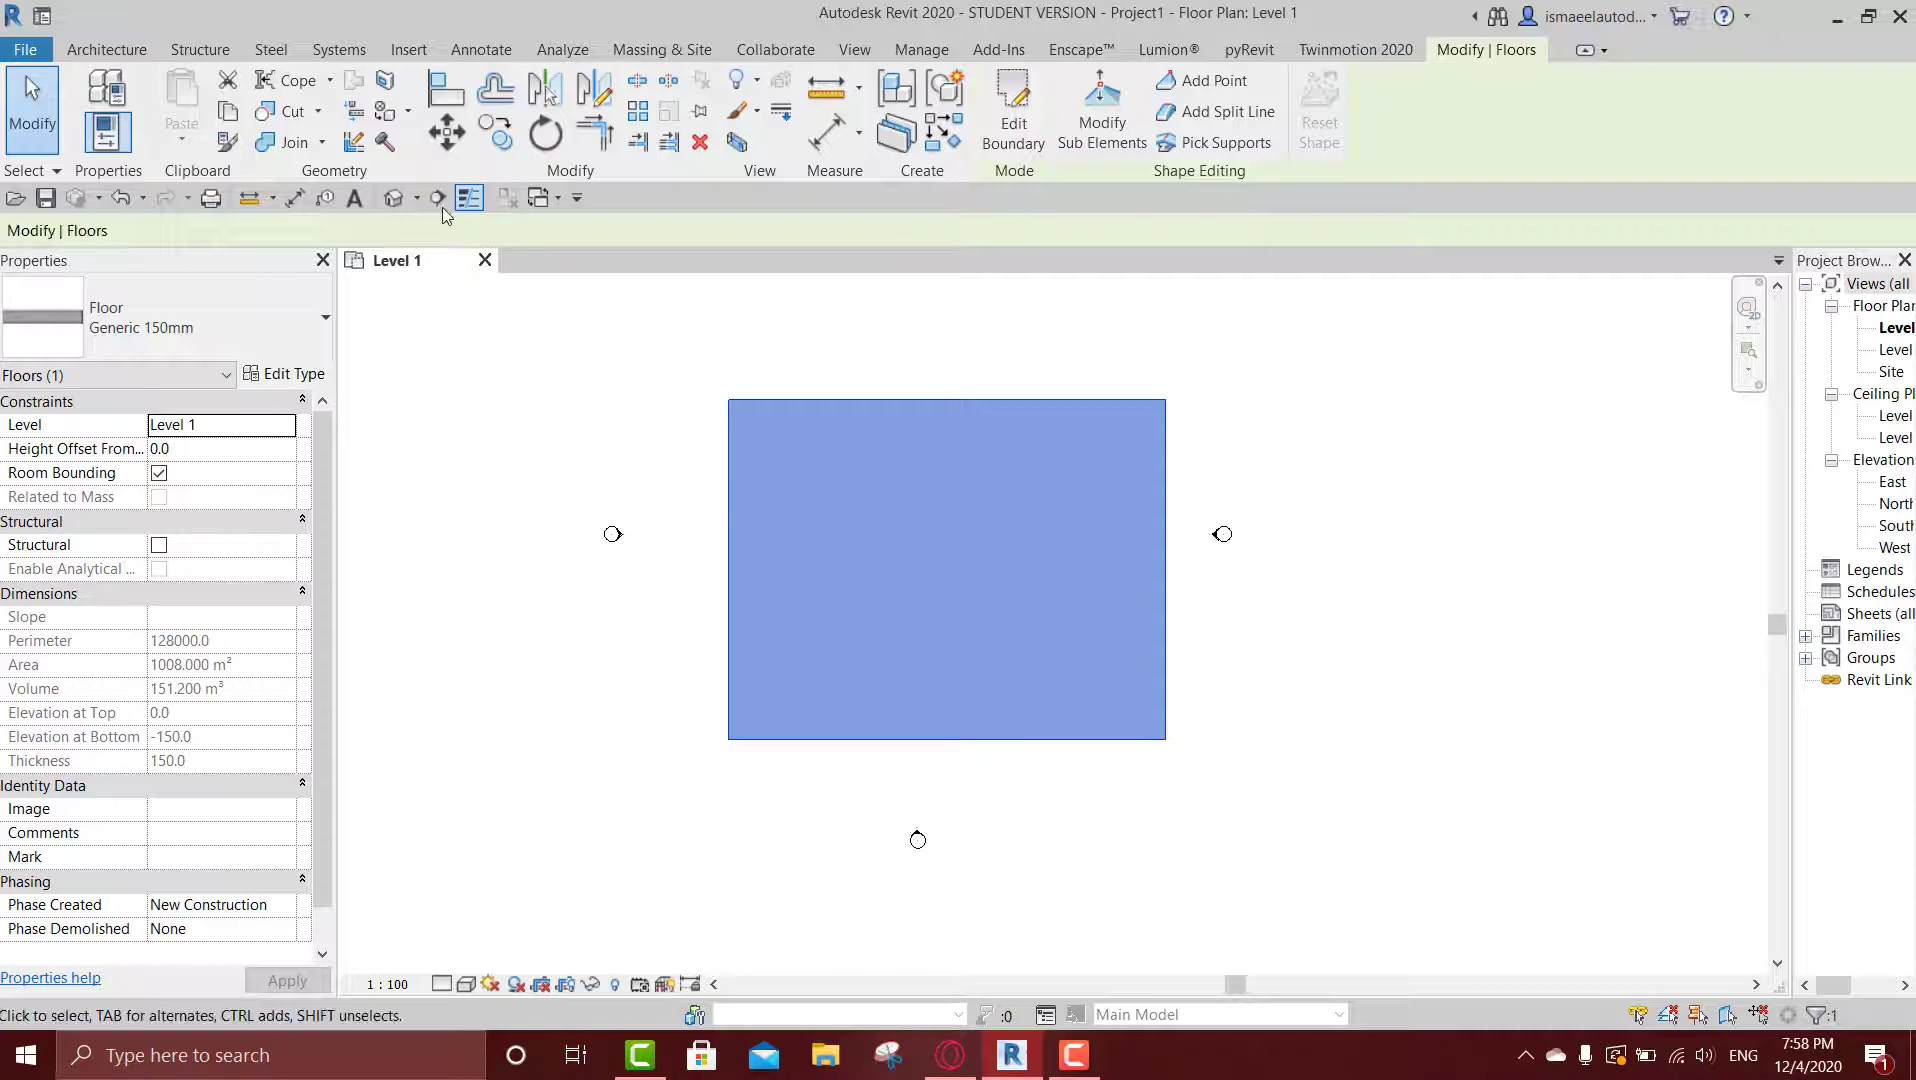 Autodesk Revit 2020 - STUDENT VERSION - Project1 - Floor Plan: Level 1
ismaeelautod...
File Architecture Structure Steel Systems Insert Annotate Analyze Massing & Site Collaborate View Manage Add-Ins Enscape™ Lumion® pyRevit Twinmotion 2020 Modify | Floors
Modify
Paste
Cope
Cut
Join
Edit Boundary
Modify Sub Elements
Add Point
Add Split Line
Pick Supports
Reset Shape
Select Properties Clipboard Geometry Modify View Measure Create Mode Shape Editing
Modify | Floors
Properties
Level 1
Project Brow...
Floor
Generic 150mm
Floors (1)
Edit Type
Constraints
Level Level 1
Height Offset From... 0.0
Room Bounding
Related to Mass
Structural
Structural
Enable Analytical ...
Dimensions
Slope
Perimeter 128000.0
Area 1008.000 m²
Volume 151.200 m³
Elevation at Top 0.0
Elevation at Bottom -150.0
Thickness 150.0
Identity Data
Image
Comments
Mark
Phasing
Phase Created New Construction
Phase Demolished None
Properties help
Apply
2D
Views (all
Floor Plan
Level
Level
Site
Ceiling Pl
Level
Level
Elevation
East
North
South
West
Legends
Schedules
Sheets (all
Families
Groups
Revit Link
1 : 100
Click to select, TAB for alternates, CTRL adds, SHIFT unselects.
:0
Main Model
:1
Type here to search
ENG
7:58 PM
12/4/2020
1